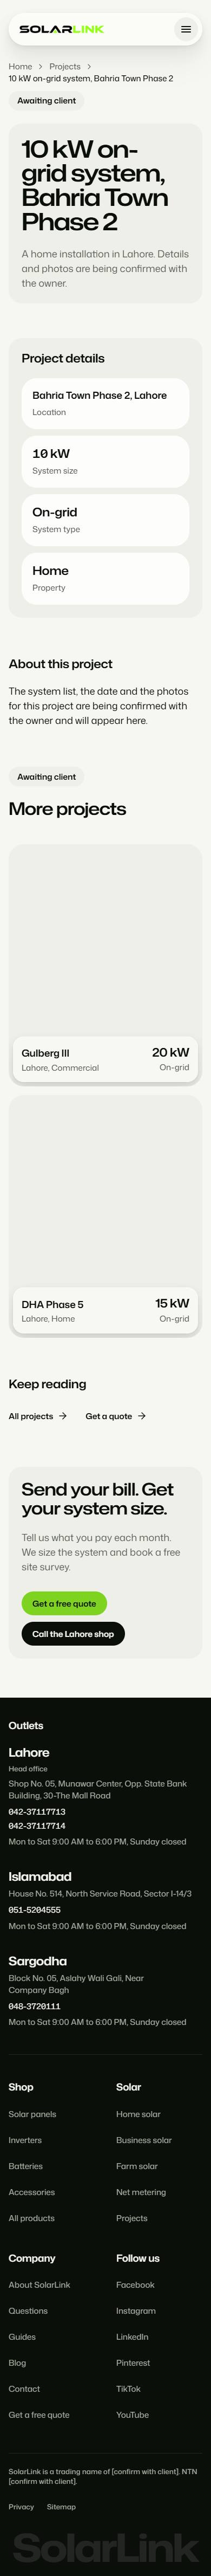 SOLARLINK
Home > Projects >
10 kW on-grid system, Bahria Town Phase 2
Awaiting client
10 kW on-
grid system,
Bahria Town
Phase 2
A home installation in Lahore. Details
and photos are being confirmed with
the owner.
Project details
Bahria Town Phase 2, Lahore
Location
10 kW
System size
On-grid
System type
Home
Property
About this project
The system list, the date and the photos
for this project are being confirmed with
the owner and will appear here.
Awaiting client
More projects
Gulberg III
Lahore, Commercial
20 kW
On-grid
DHA Phase 5
Lahore, Home
15 kW
On-grid
Keep reading
All projects → Get a quote →
Send your bill. Get
your system size.
Tell us what you pay each month.
We size the system and book a free
site survey.
Get a free quote
Call the Lahore shop
Outlets
Lahore
Head office
Shop No. 05, Munawar Center, Opp. State Bank
Building, 30-The Mall Road
042-37117713
042-37117714
Mon to Sat 9:00 AM to 6:00 PM, Sunday closed
Islamabad
House No. 514, North Service Road, Sector I-14/3
051-5204555
Mon to Sat 9:00 AM to 6:00 PM, Sunday closed
Sargodha
Block No. 05, Aslahy Wali Gali, Near
Company Bagh
048-3720111
Mon to Sat 9:00 AM to 6:00 PM, Sunday closed
Shop
Solar panels
Inverters
Batteries
Accessories
All products
Solar
Home solar
Business solar
Farm solar
Net metering
Projects
Company
About SolarLink
Questions
Guides
Blog
Contact
Get a free quote
Follow us
Facebook
Instagram
LinkedIn
Pinterest
TikTok
YouTube
SolarLink is a trading name of [confirm with client]. NTN
[confirm with client].
Privacy Sitemap
SolarLink